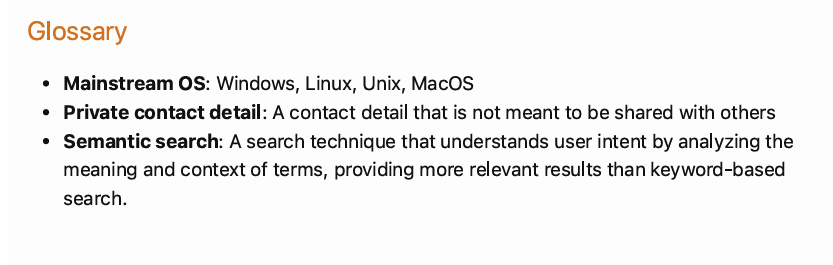 Glossary
• Mainstream OS: Windows, Linux, Unix, MacOS
• Private contact detail: A contact detail that is not meant to be shared with others
• Semantic search: A search technique that understands user intent by analyzing the
meaning and context of terms, providing more relevant results than keyword-based
search.